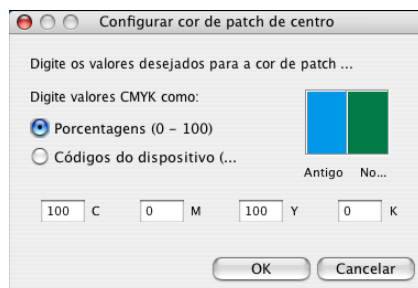 Configurar cor de patch de centro
Digite os valores desejados para a cor de patch ...
Digite valores CMYK como:
Porcentagens (0 – 100)
Códigos do dispositivo (...
Antigo No...
100 C 0 M 100 Y 0 K
OK Cancelar